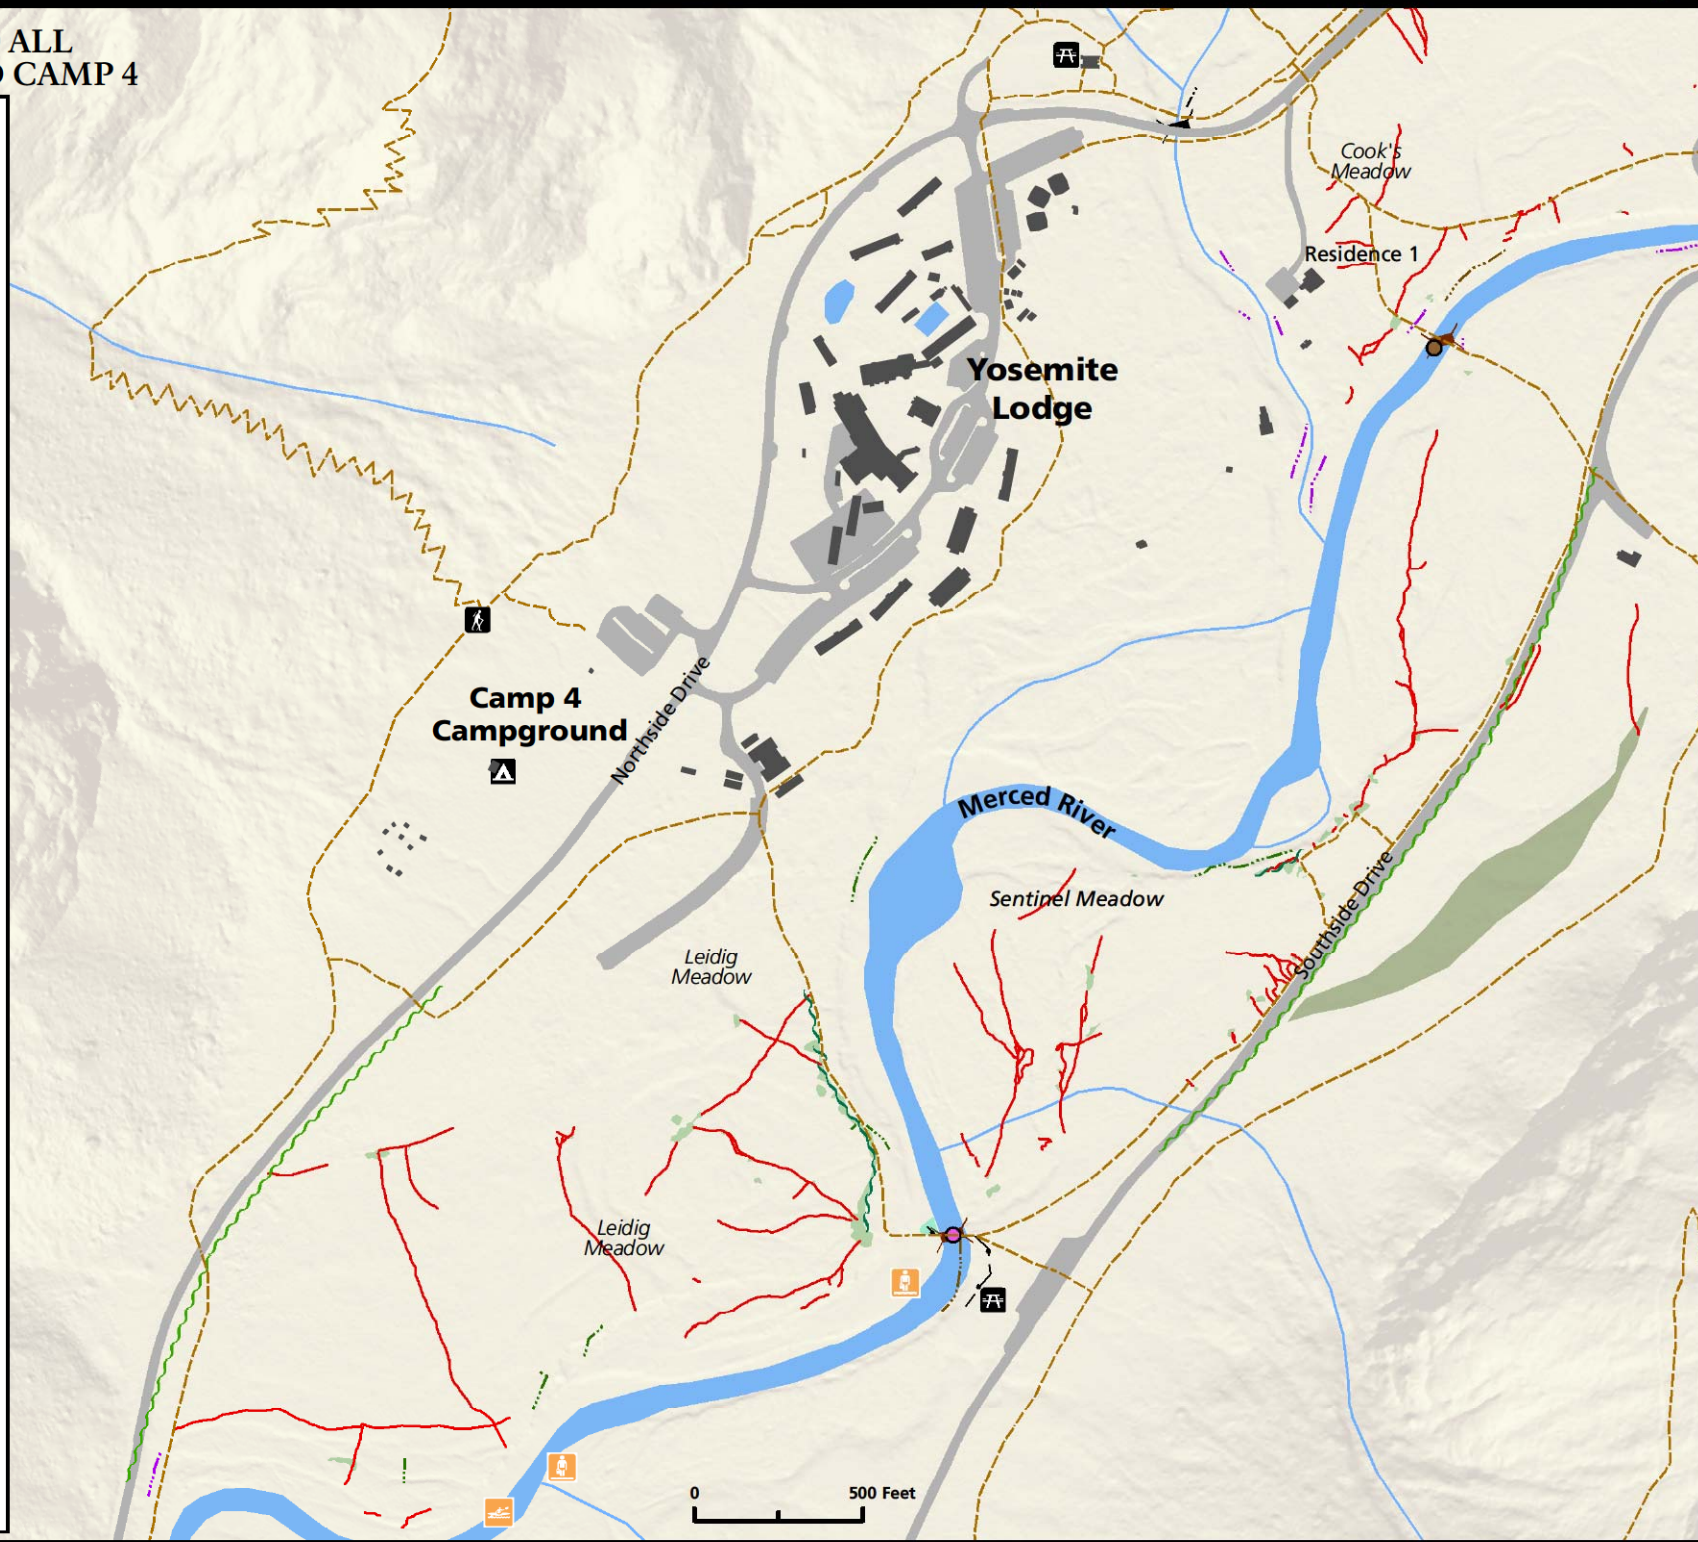 ALL
CAMP 4
Cook's
Meadow
Residence 1
Yosemite
Lodge
Camp 4
Campground
Northside Drive
Merced River
Sentinel Meadow
Southside Drive
Leidig
Meadow
Leidig
Meadow
0 500 Feet